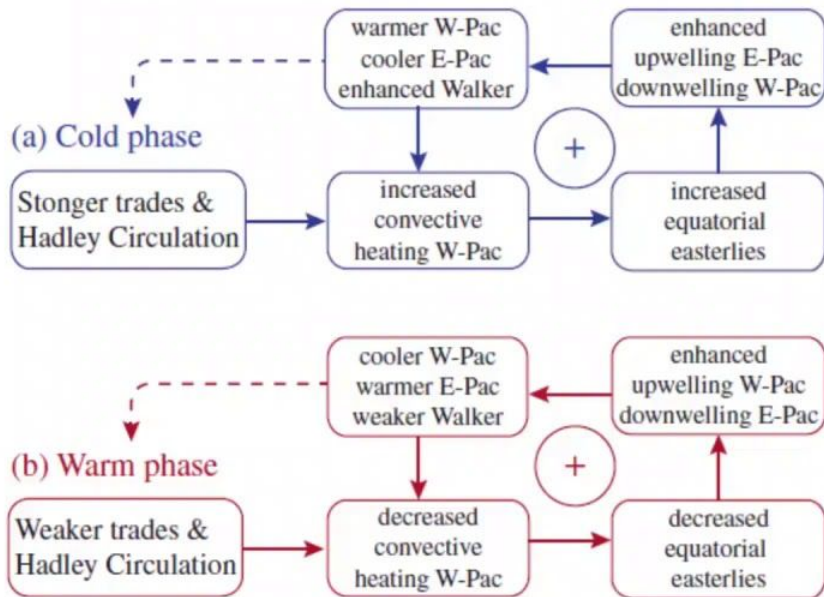 warmer W-Pac
cooler E-Pac
enhanced Walker
enhanced
upwelling E-Pac
downwelling W-Pac
(a) Cold phase
+
Stonger trades &
Hadley Circulation
increased
convective
heating W-Pac
increased
equatorial
easterlies
cooler W-Pac
warmer E-Pac
weaker Walker
enhanced
upwelling W-Pac
downwelling E-Pac
(b) Warm phase
+
Weaker trades &
Hadley Circulation
decreased
convective
heating W-Pac
decreased
equatorial
easterlies